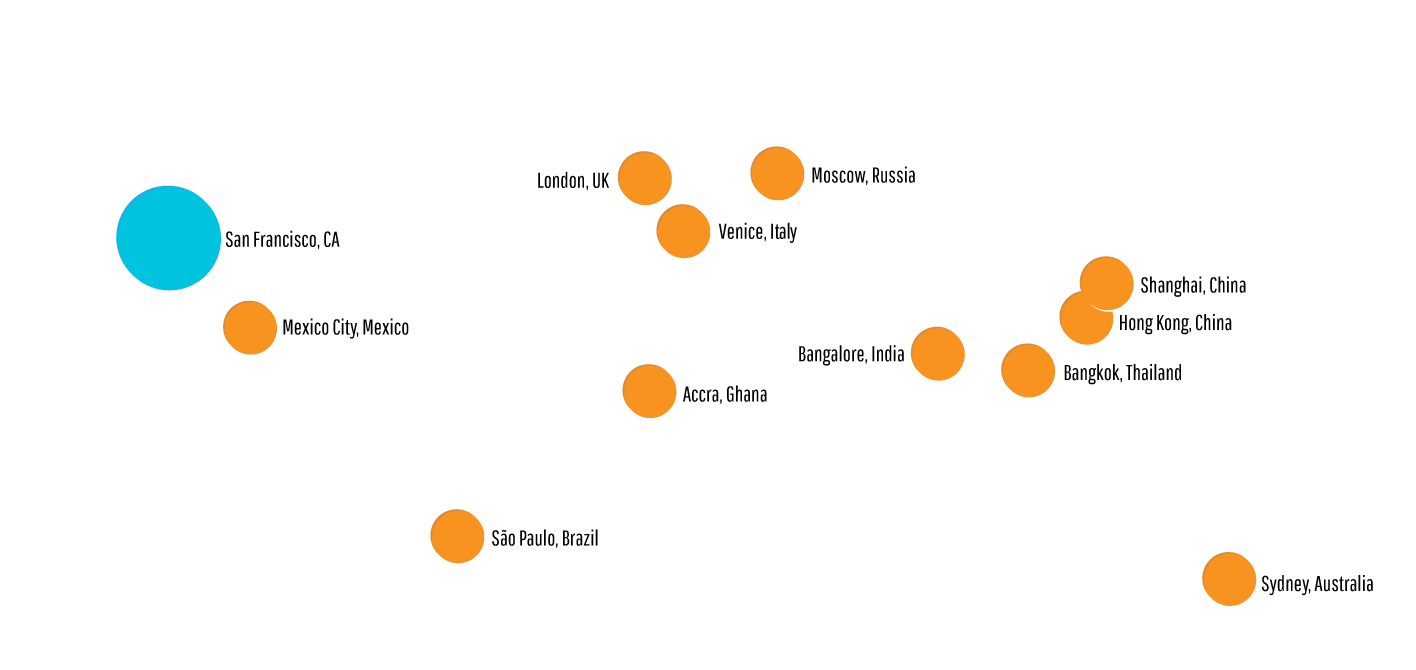 London, UK
Moscow, Russia
Venice, Italy
San Francisco, CA
Shanghai, China
Hong Kong, China
Mexico City, Mexico
Bangalore, India
Bangkok, Thailand
Accra, Ghana
São Paulo, Brazil
Sydney, Australia